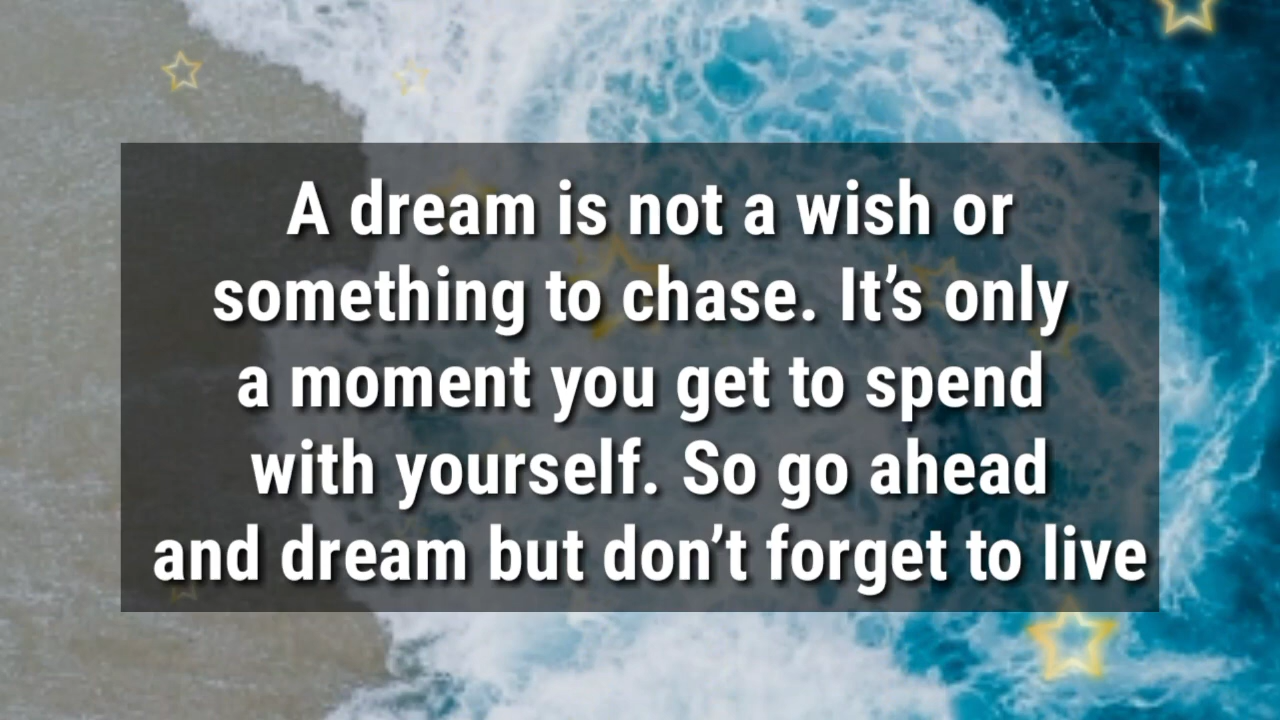 A dream is not a wish or
something to chase. It’s only
a moment you get to spend
with yourself. So go ahead
and dream but don’t forget to live